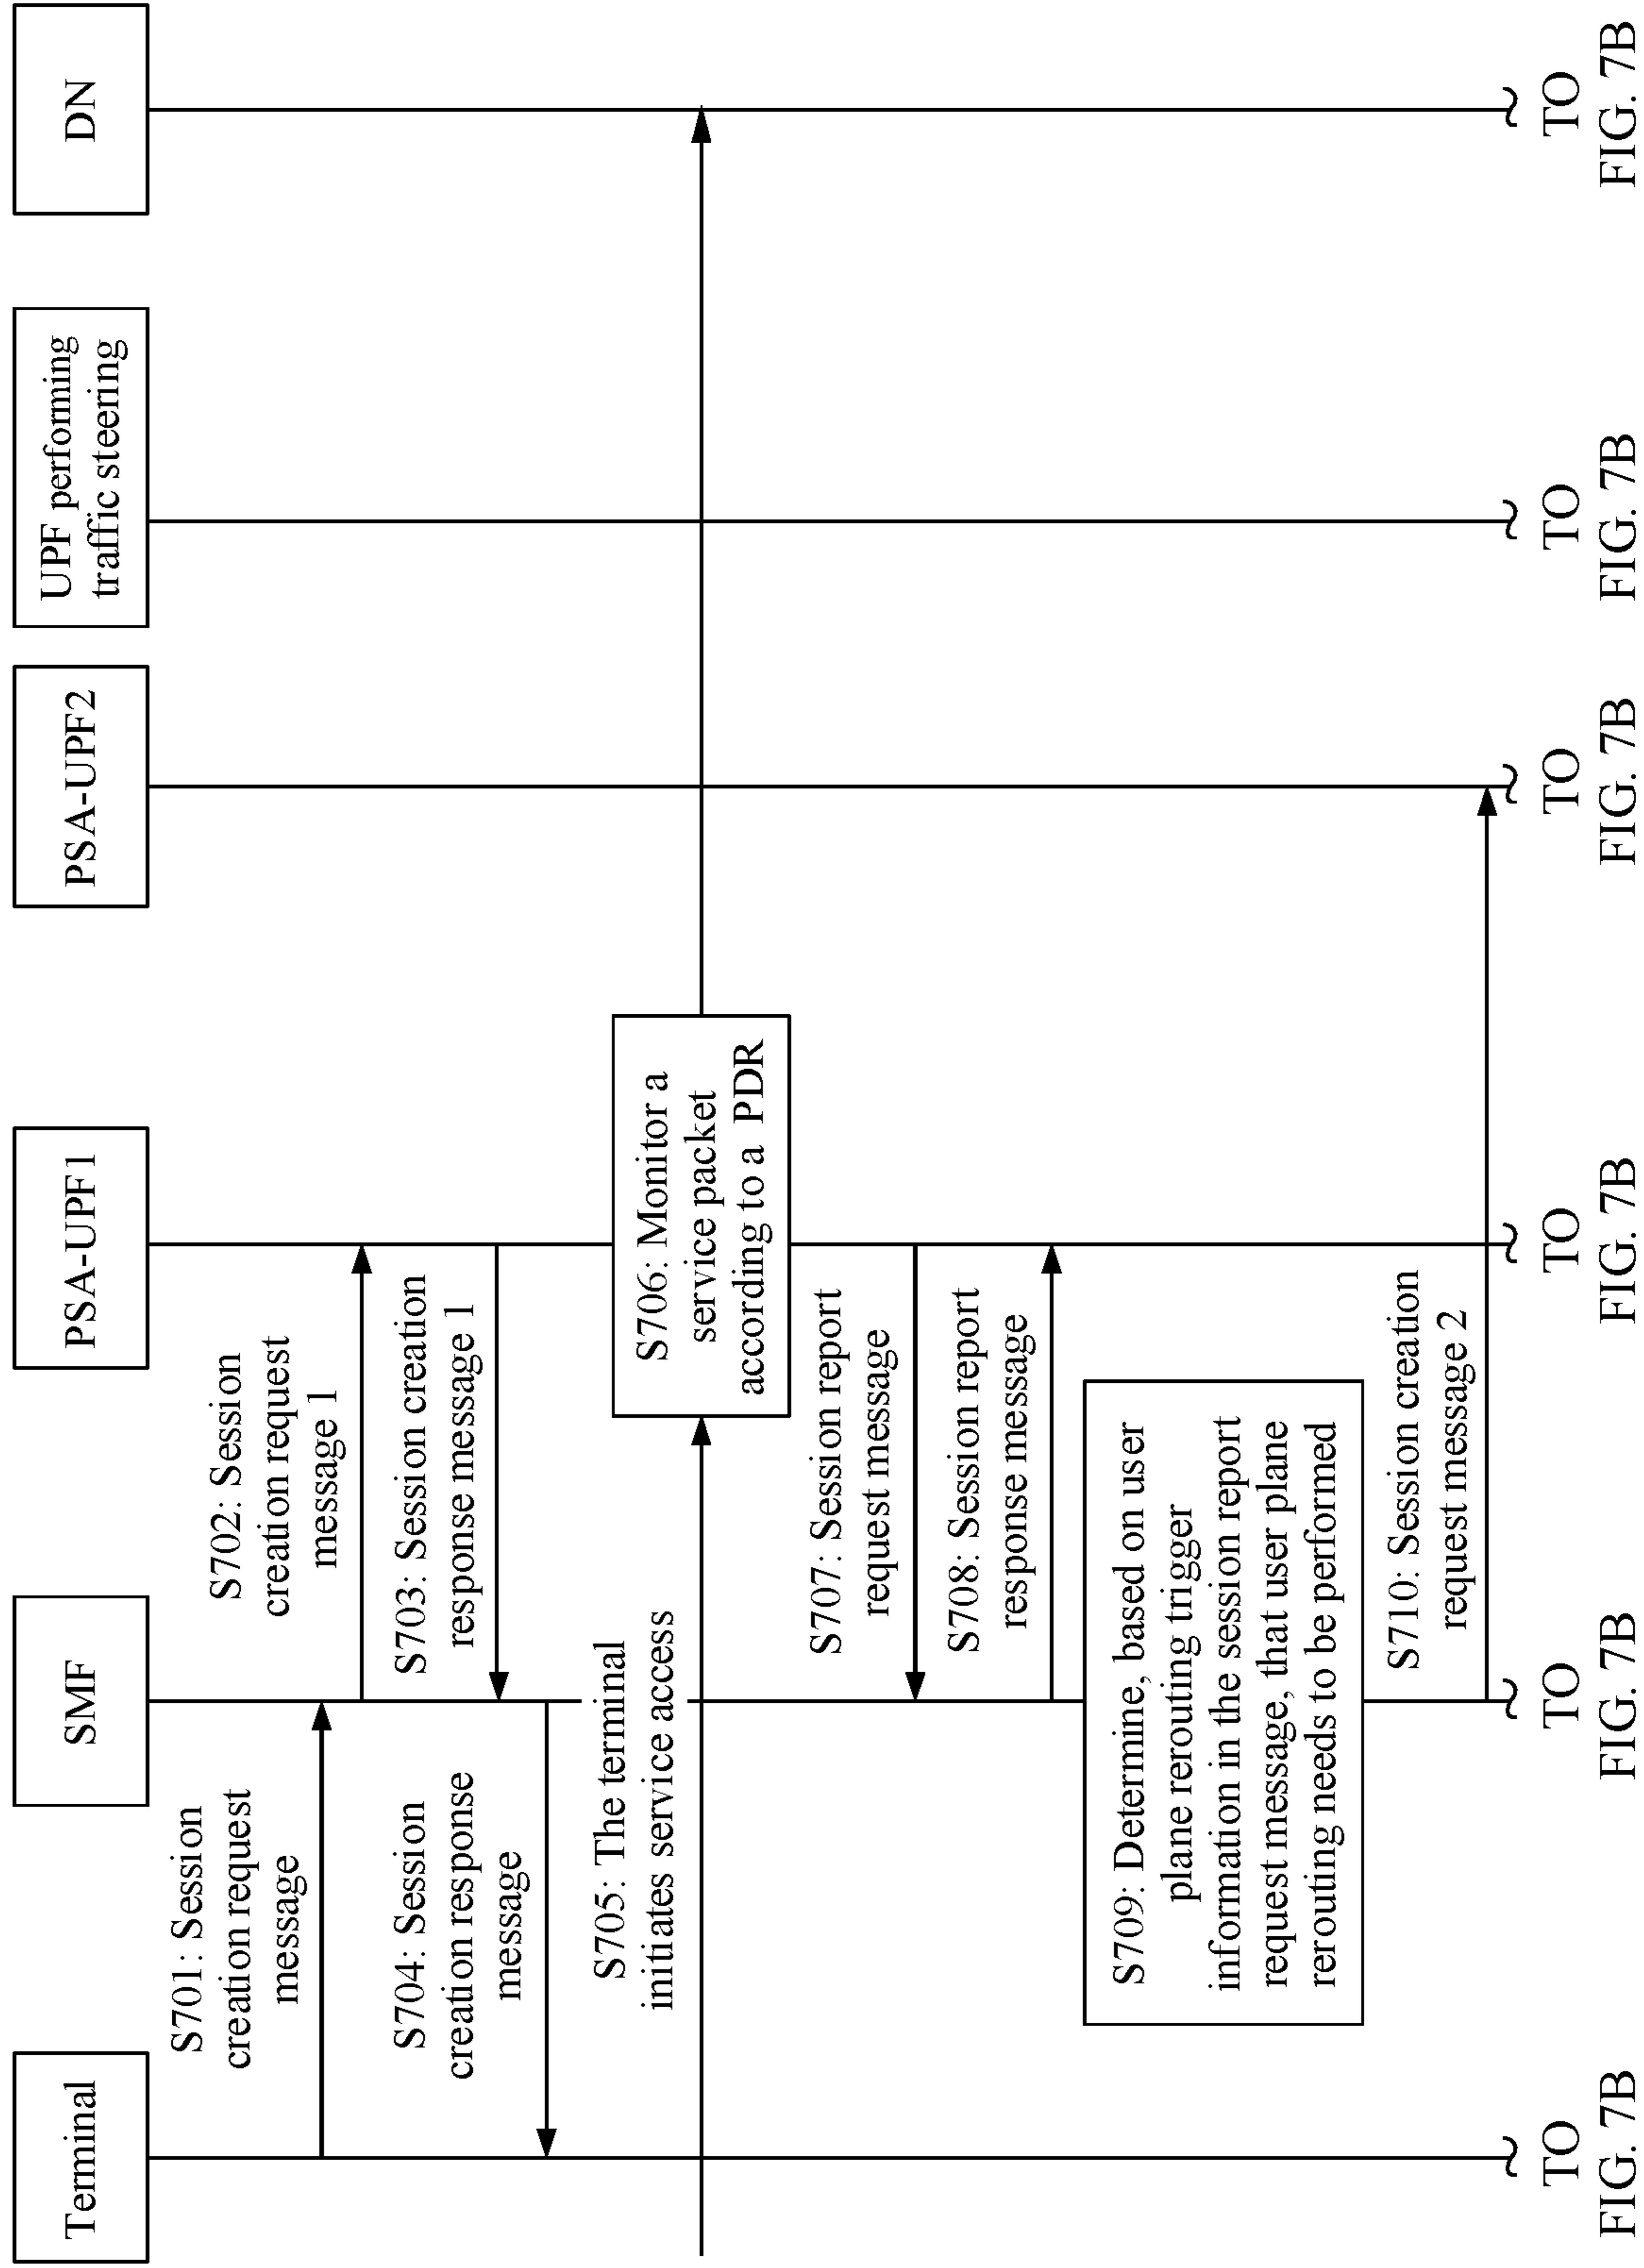 Terminal
SMF
PSA-UPF1
PSA-UPF2
UPF performing
traffic steering
DN
S701: Session
creation request
message
S702: Session
creation request
message 1
S703: Session creation
response message 1
S704: Session
creation response
message
S705: The terminal
initiates service access
S706: Monitor a
service packet
according to a PDR
S707: Session report
request message
S708: Session report
response message
S709: Determine, based on user
plane rerouting trigger
information in the session report
request message, that user plane
rerouting needs to be performed
S710: Session creation
request message 2
TO
FIG. 7B
TO
FIG. 7B
TO
FIG. 7B
TO
FIG. 7B
TO
FIG. 7B
TO
FIG. 7B